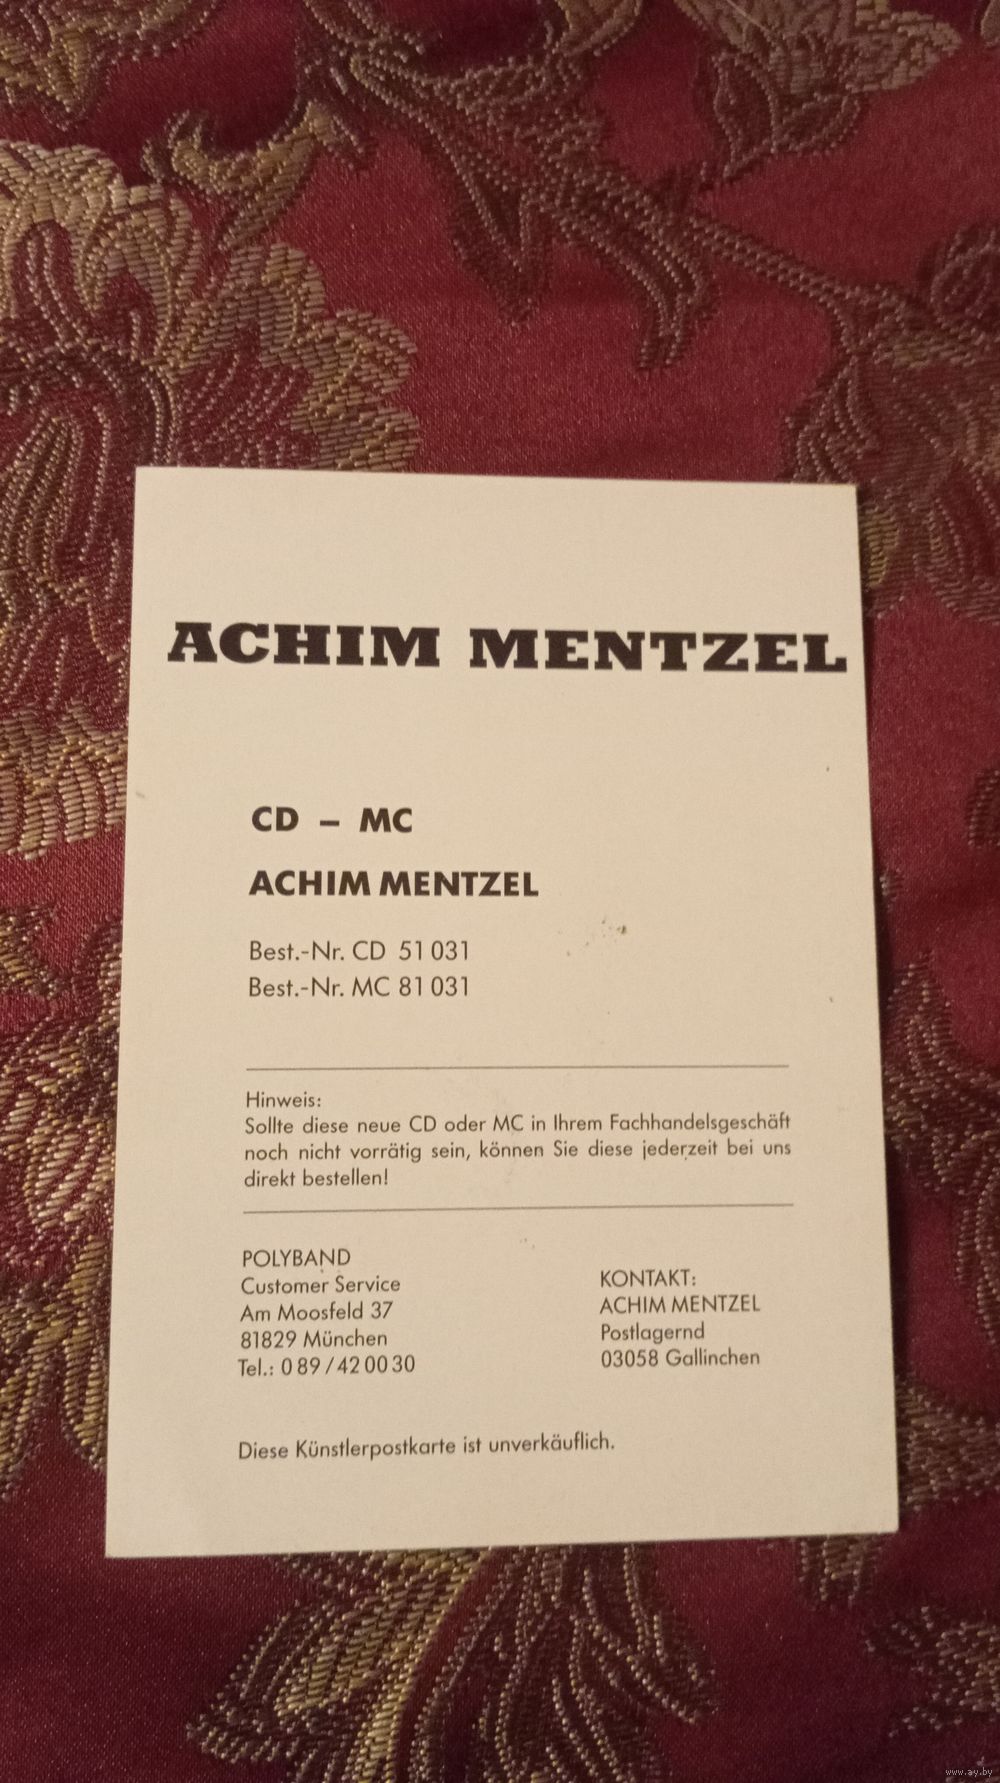 ACHIM MENTZEL
CD – MC
ACHIM MENTZEL
Best.-Nr. CD 51 031
Best.-Nr. MC 81 031
Hinweis:
Sollte diese neue CD oder MC in Ihrem Fachhandelsgeschäft
noch nicht vorrätig sein, können Sie diese jederzeit bei uns
direkt bestellen!
POLYBAND
Customer Service
Am Moosfeld 37
81829 München
Tel.: 0 89 / 42 00 30
KONTAKT:
ACHIM MENTZEL
Postlagernd
03058 Gallinchen
Diese Künstlerpostkarte ist unverkäuflich.
www.ay.by